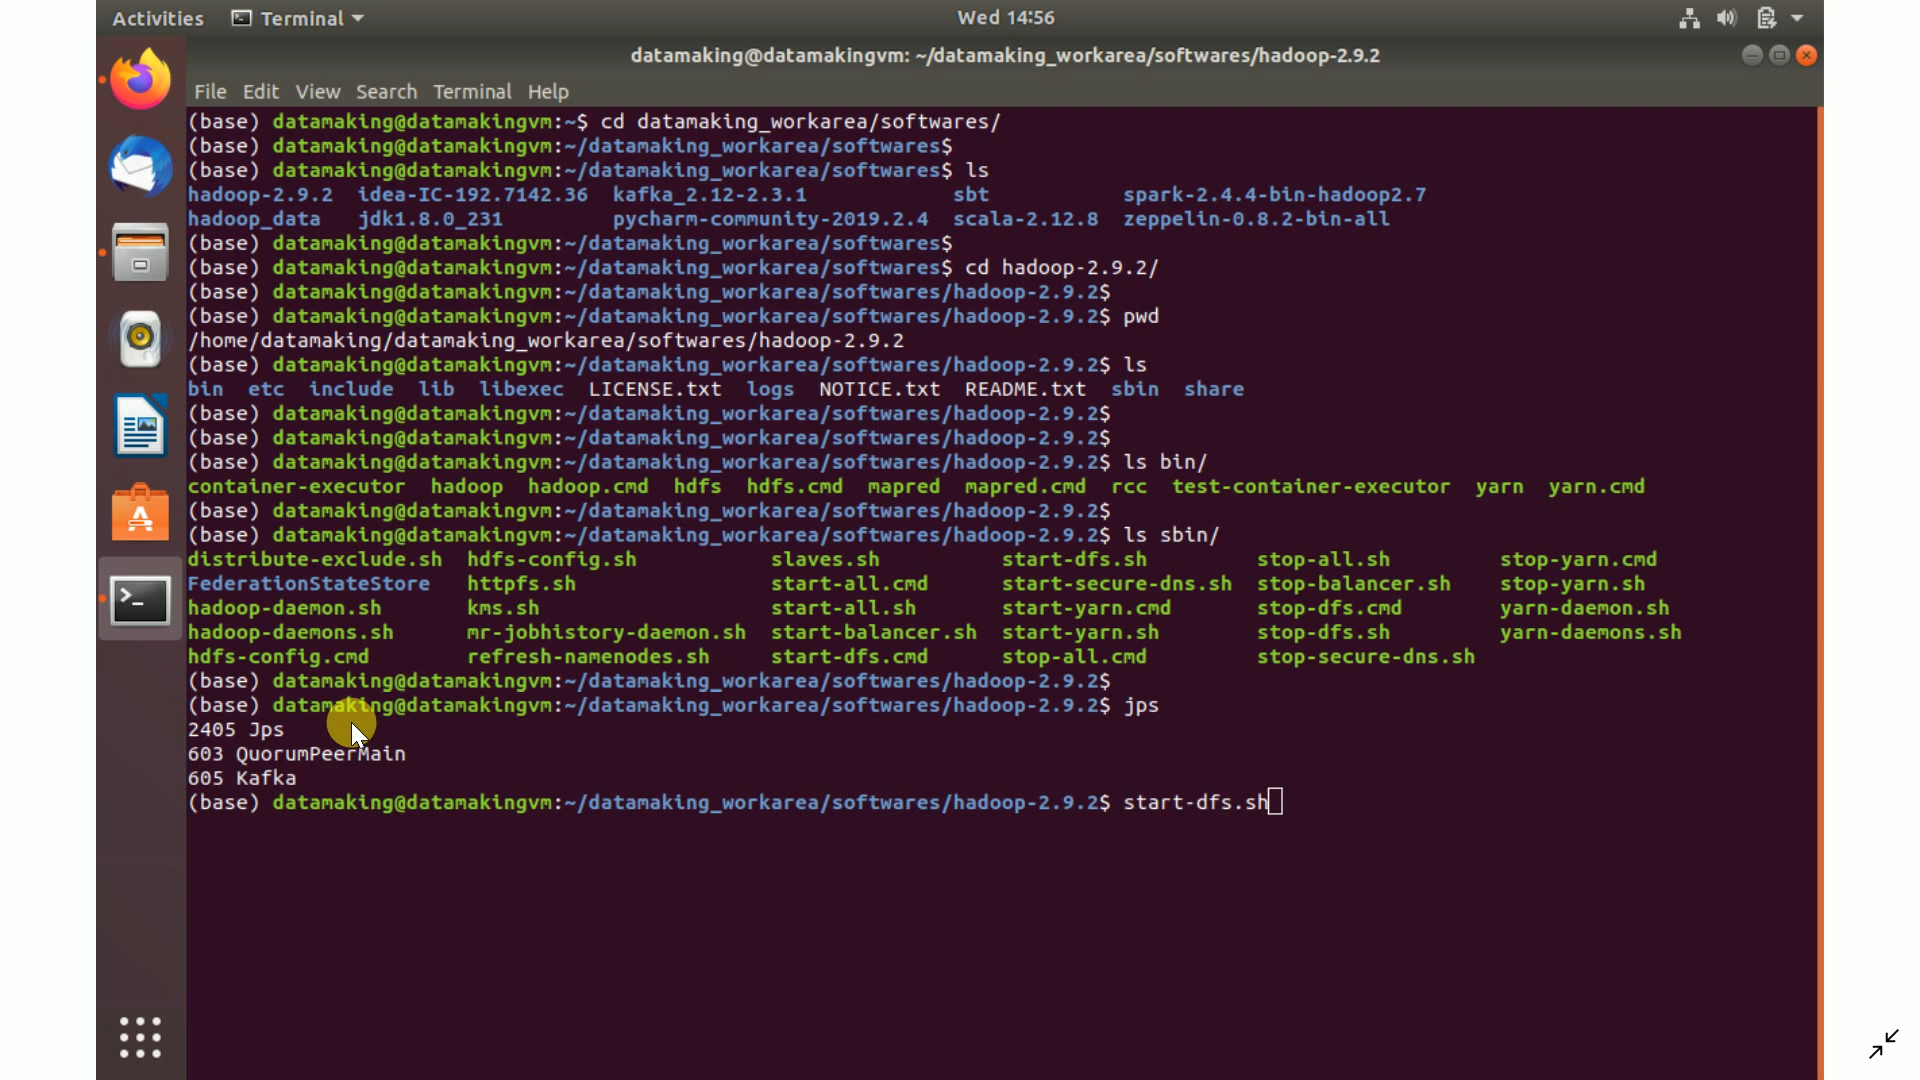 Activities Terminal Wed 14:56
datamaking@datamakingvm: ~/datamaking_workarea/softwares/hadoop-2.9.2
File Edit View Search Terminal Help
(base) datamaking@datamakingvm:~$ cd datamaking_workarea/softwares/
(base) datamaking@datamakingvm:~/datamaking_workarea/softwares$
(base) datamaking@datamakingvm:~/datamaking_workarea/softwares$ ls
hadoop-2.9.2 idea-IC-192.7142.36 kafka_2.12-2.3.1 sbt spark-2.4.4-bin-hadoop2.7
hadoop_data jdk1.8.0_231 pycharm-community-2019.2.4 scala-2.12.8 zeppelin-0.8.2-bin-all
(base) datamaking@datamakingvm:~/datamaking_workarea/softwares$
(base) datamaking@datamakingvm:~/datamaking_workarea/softwares$ cd hadoop-2.9.2/
(base) datamaking@datamakingvm:~/datamaking_workarea/softwares/hadoop-2.9.2$
(base) datamaking@datamakingvm:~/datamaking_workarea/softwares/hadoop-2.9.2$ pwd
/home/datamaking/datamaking_workarea/softwares/hadoop-2.9.2
(base) datamaking@datamakingvm:~/datamaking_workarea/softwares/hadoop-2.9.2$ ls
bin etc include lib libexec LICENSE.txt logs NOTICE.txt README.txt sbin share
(base) datamaking@datamakingvm:~/datamaking_workarea/softwares/hadoop-2.9.2$
(base) datamaking@datamakingvm:~/datamaking_workarea/softwares/hadoop-2.9.2$
(base) datamaking@datamakingvm:~/datamaking_workarea/softwares/hadoop-2.9.2$ ls bin/
container-executor hadoop hadoop.cmd hdfs hdfs.cmd mapred mapred.cmd rcc test-container-executor yarn yarn.cmd
(base) datamaking@datamakingvm:~/datamaking_workarea/softwares/hadoop-2.9.2$
(base) datamaking@datamakingvm:~/datamaking_workarea/softwares/hadoop-2.9.2$ ls sbin/
distribute-exclude.sh hdfs-config.sh slaves.sh start-dfs.sh stop-all.sh stop-yarn.cmd
FederationStateStore httpfs.sh start-all.cmd start-secure-dns.sh stop-balancer.sh stop-yarn.sh
hadoop-daemon.sh kms.sh start-all.sh start-yarn.cmd stop-dfs.cmd yarn-daemon.sh
hadoop-daemons.sh mr-jobhistory-daemon.sh start-balancer.sh start-yarn.sh stop-dfs.sh yarn-daemons.sh
hdfs-config.cmd refresh-namenodes.sh start-dfs.cmd stop-all.cmd stop-secure-dns.sh
(base) datamaking@datamakingvm:~/datamaking_workarea/softwares/hadoop-2.9.2$
(base) datamaking@datamakingvm:~/datamaking_workarea/softwares/hadoop-2.9.2$ jps
2405 Jps
603 QuorumPeerMain
605 Kafka
(base) datamaking@datamakingvm:~/datamaking_workarea/softwares/hadoop-2.9.2$ start-dfs.sh